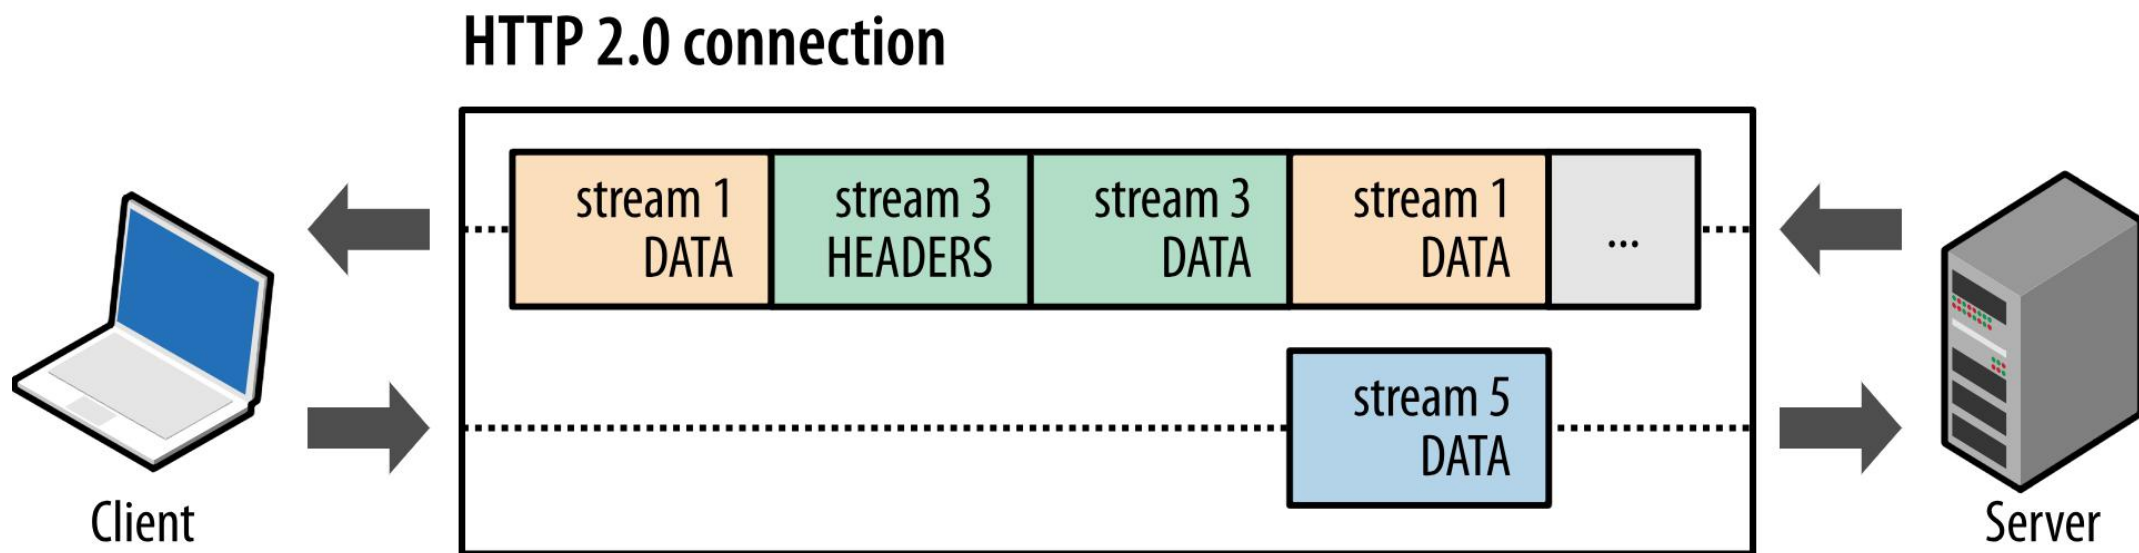 HTTP 2.0 connection
stream 1
DATA
stream 3
HEADERS
stream 3
DATA
stream 1
DATA
...
stream 5
DATA
Client
Server